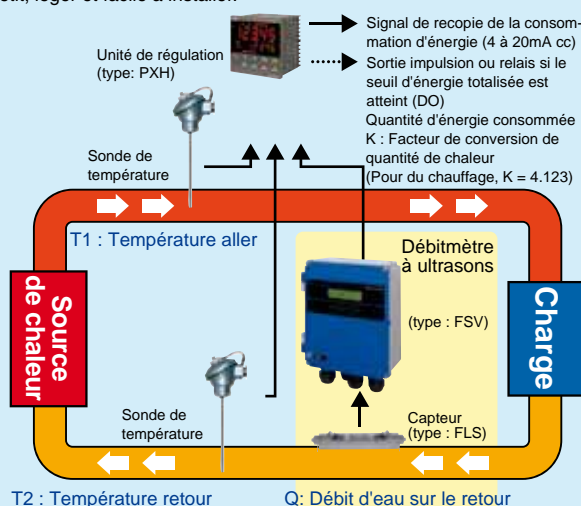 Signal de recopie de la consom-
mation d'énergie (4 à 20mA cc)
Sortie impulsion ou relais si le
seuil d'énergie totalisée est
atteint (DO)
Quantité d'énergie consommée
K : Facteur de conversion de
quantité de chaleur
(Pour du chauffage, K = 4.123)
Unité de régulation
(type: PXH)
Sonde de
température
T1 : Température aller
Source
de chaleur
Débitmètre
à ultrasons
(type : FSV)
Charge
Sonde de
température
Capteur
(type : FLS)
T2 : Température retour
Q: Débit d'eau sur le retour